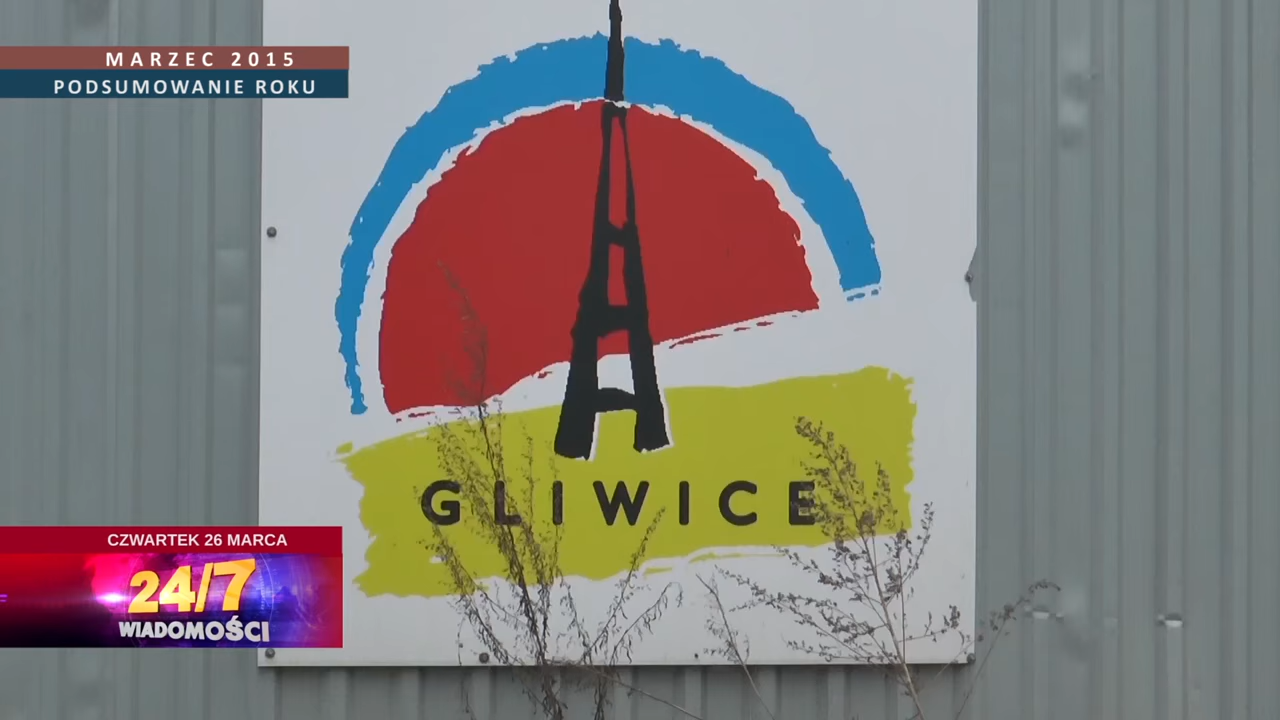 MARZEC 2015
PODSUMOWANIE ROKU
GLIWICE
CZWARTEK 26 MARCA
24/7
WIADOMOŚCI